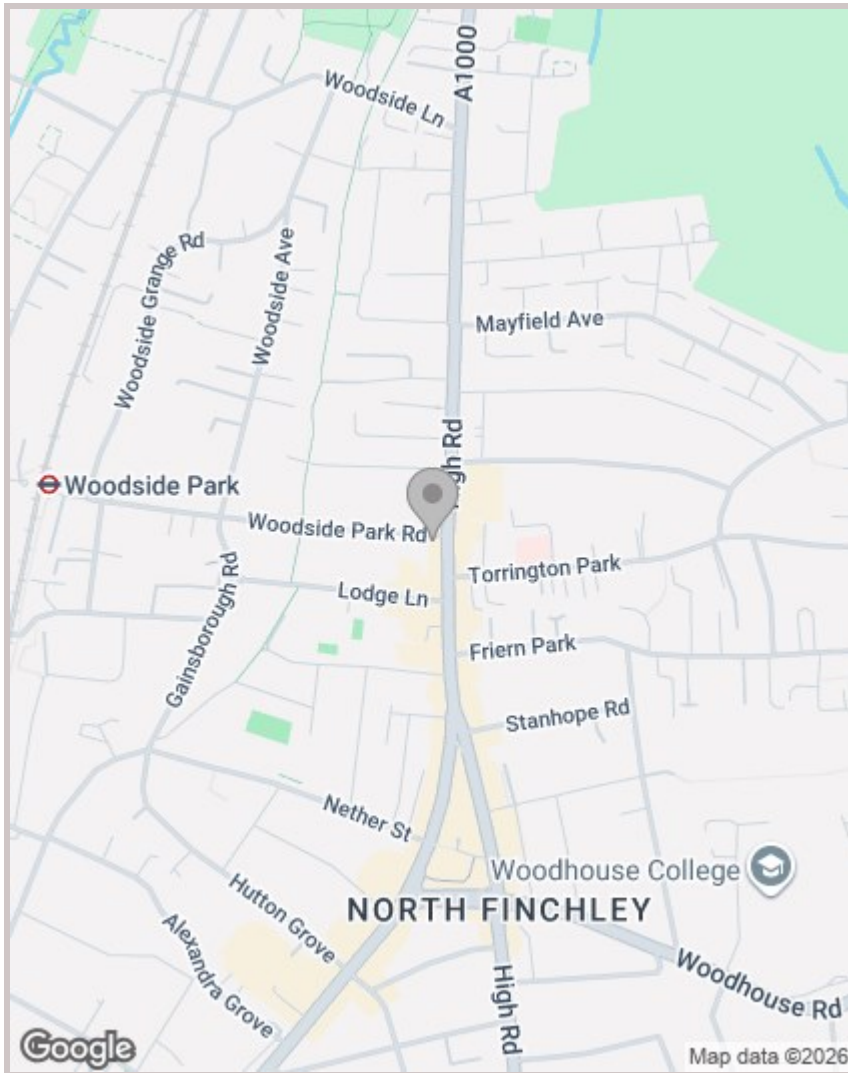 A1000
Woodside Ln
Woodside Grange Rd
Woodside Ave
Mayfield Ave
High Rd
Woodside Park
Woodside Park Rd
Torrington Park
Lodge Ln
Gainsborough Rd
Friern Park
Stanhope Rd
Nether St
Woodhouse College
Hutton Grove
NORTH FINCHLEY
Alexandra Grove
High Rd
Woodhouse Rd
Google
Map data ©2026